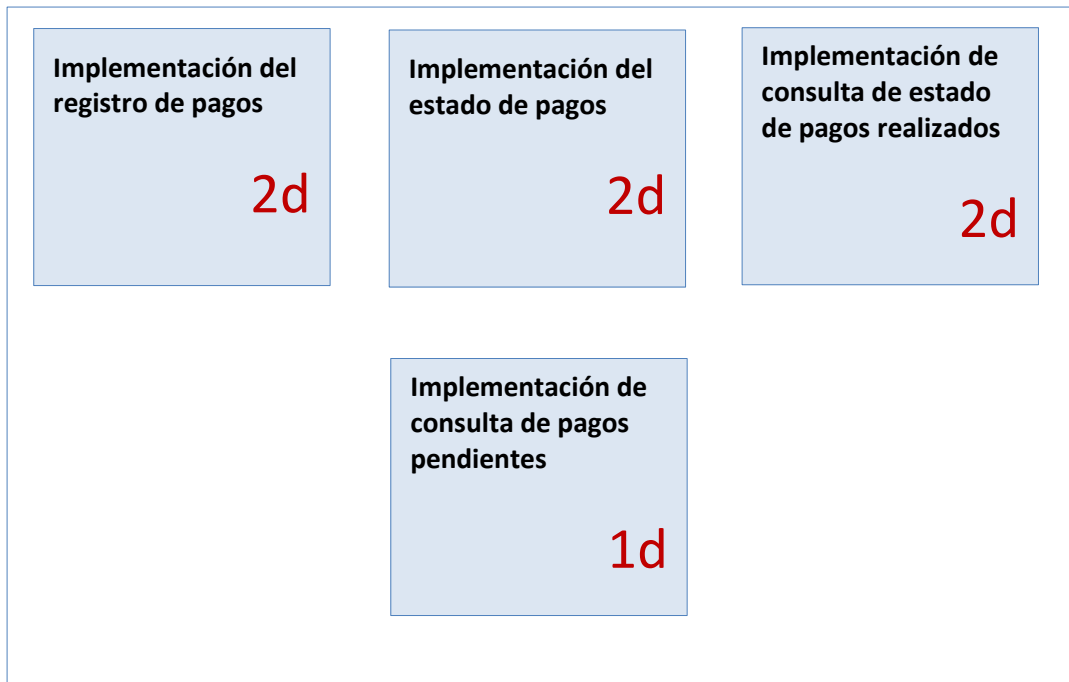 Implementación del
registro de pagos
2d
Implementación del
estado de pagos
2d
Implementación de
consulta de estado
de pagos realizados
2d
Implementación de
consulta de pagos
pendientes
1d